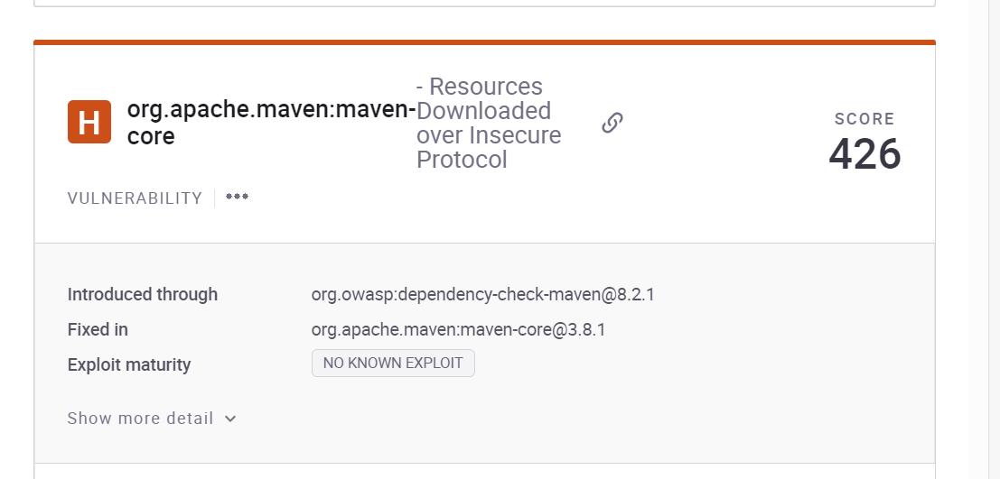 H
org.apache.maven:maven-
core
- Resources
Downloaded
over Insecure
Protocol
SCORE
426
VULNERABILITY
Introduced through org.owasp:dependency-check-maven@8.2.1
Fixed in org.apache.maven:maven-core@3.8.1
Exploit maturity NO KNOWN EXPLOIT
Show more detail